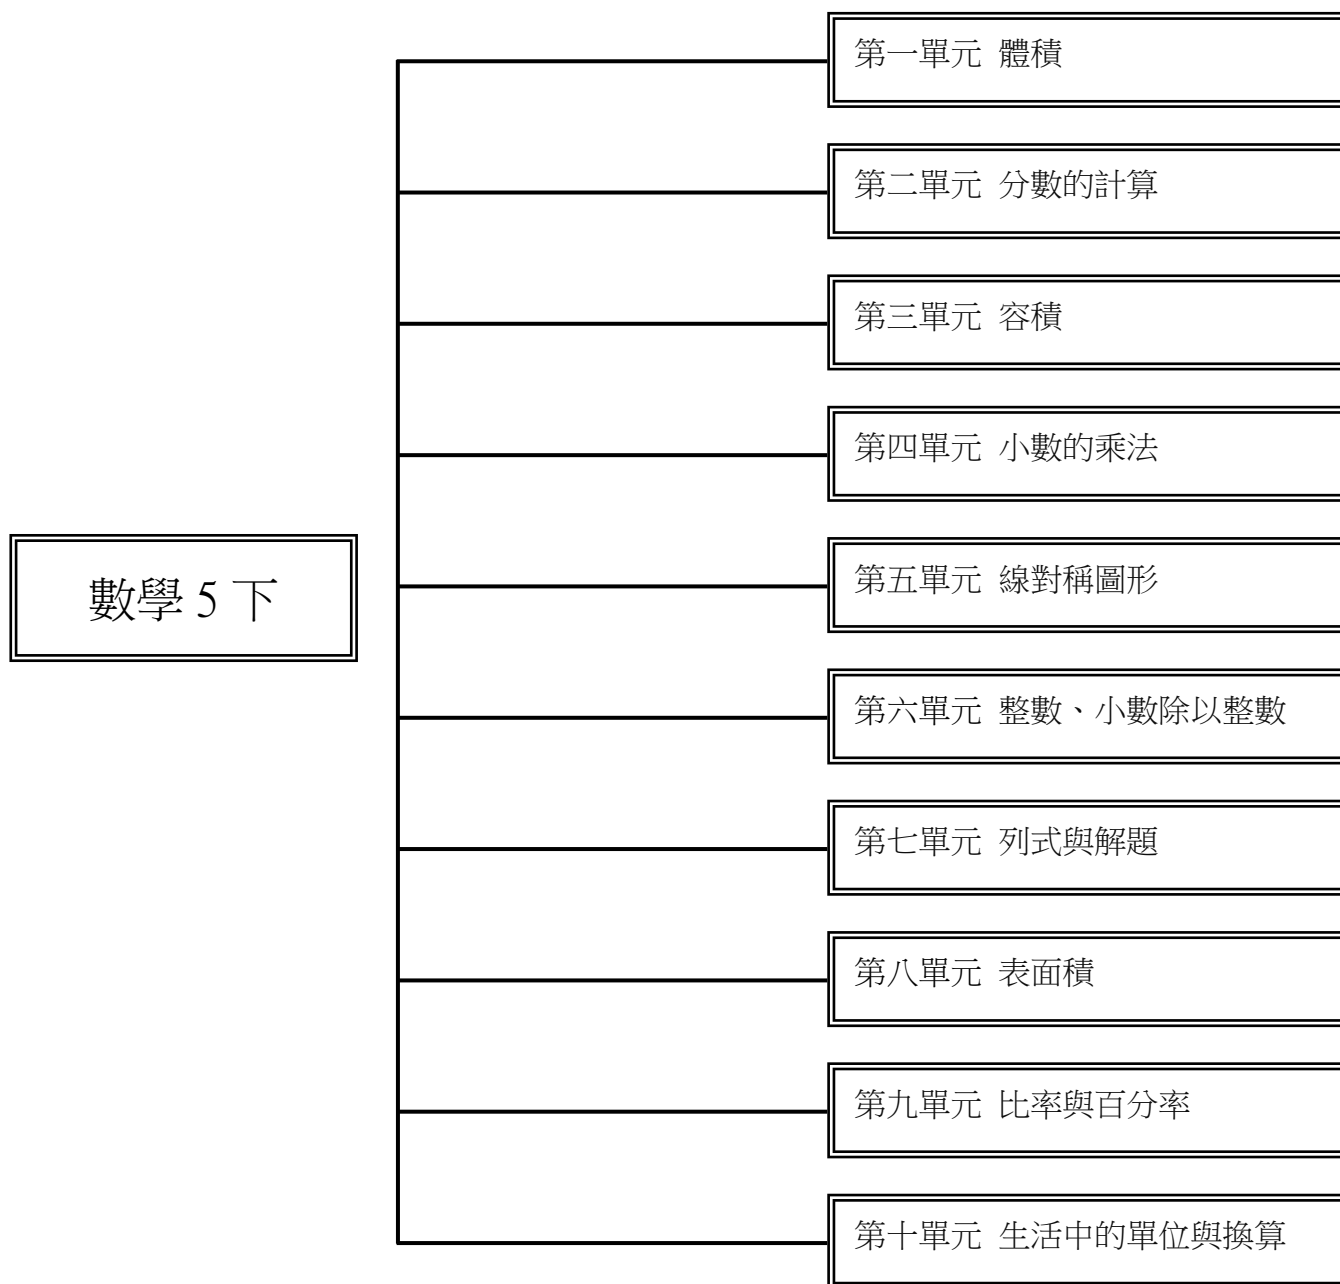 第一單元 體積
第二單元 分數的計算
第三單元 容積
第四單元 小數的乘法
數學 5 下
第五單元 線對稱圖形
第六單元 整數、小數除以整數
第七單元 列式與解題
第八單元 表面積
第九單元 比率與百分率
第十單元 生活中的單位與換算